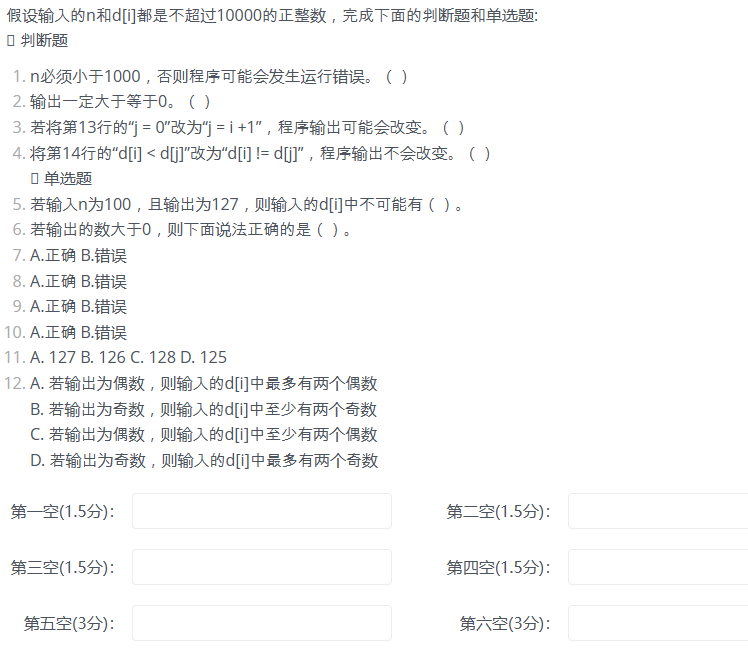 假设输入的n和d[i]都是不超过10000的正整数，完成下面的判断题和单选题:
▯ 判断题
1. n必须小于1000，否则程序可能会发生运行错误。（ ）
2. 输出一定大于等于0。（ ）
3. 若将第13行的“j = 0”改为“j = i +1”，程序输出可能会改变。（ ）
4. 将第14行的“d[i] < d[j]”改为“d[i] != d[j]”，程序输出不会改变。（ ）
▯ 单选题
5. 若输入n为100，且输出为127，则输入的d[i]中不可能有（ ）。
6. 若输出的数大于0，则下面说法正确的是（ ）。
7. A.正确 B.错误
8. A.正确 B.错误
9. A.正确 B.错误
10. A.正确 B.错误
11. A. 127 B. 126 C. 128 D. 125
12. A. 若输出为偶数，则输入的d[i]中最多有两个偶数
B. 若输出为奇数，则输入的d[i]中至少有两个奇数
C. 若输出为偶数，则输入的d[i]中至少有两个偶数
D. 若输出为奇数，则输入的d[i]中最多有两个奇数
第一空(1.5分)： 第二空(1.5分)：
第三空(1.5分)： 第四空(1.5分)：
第五空(3分)： 第六空(3分)：